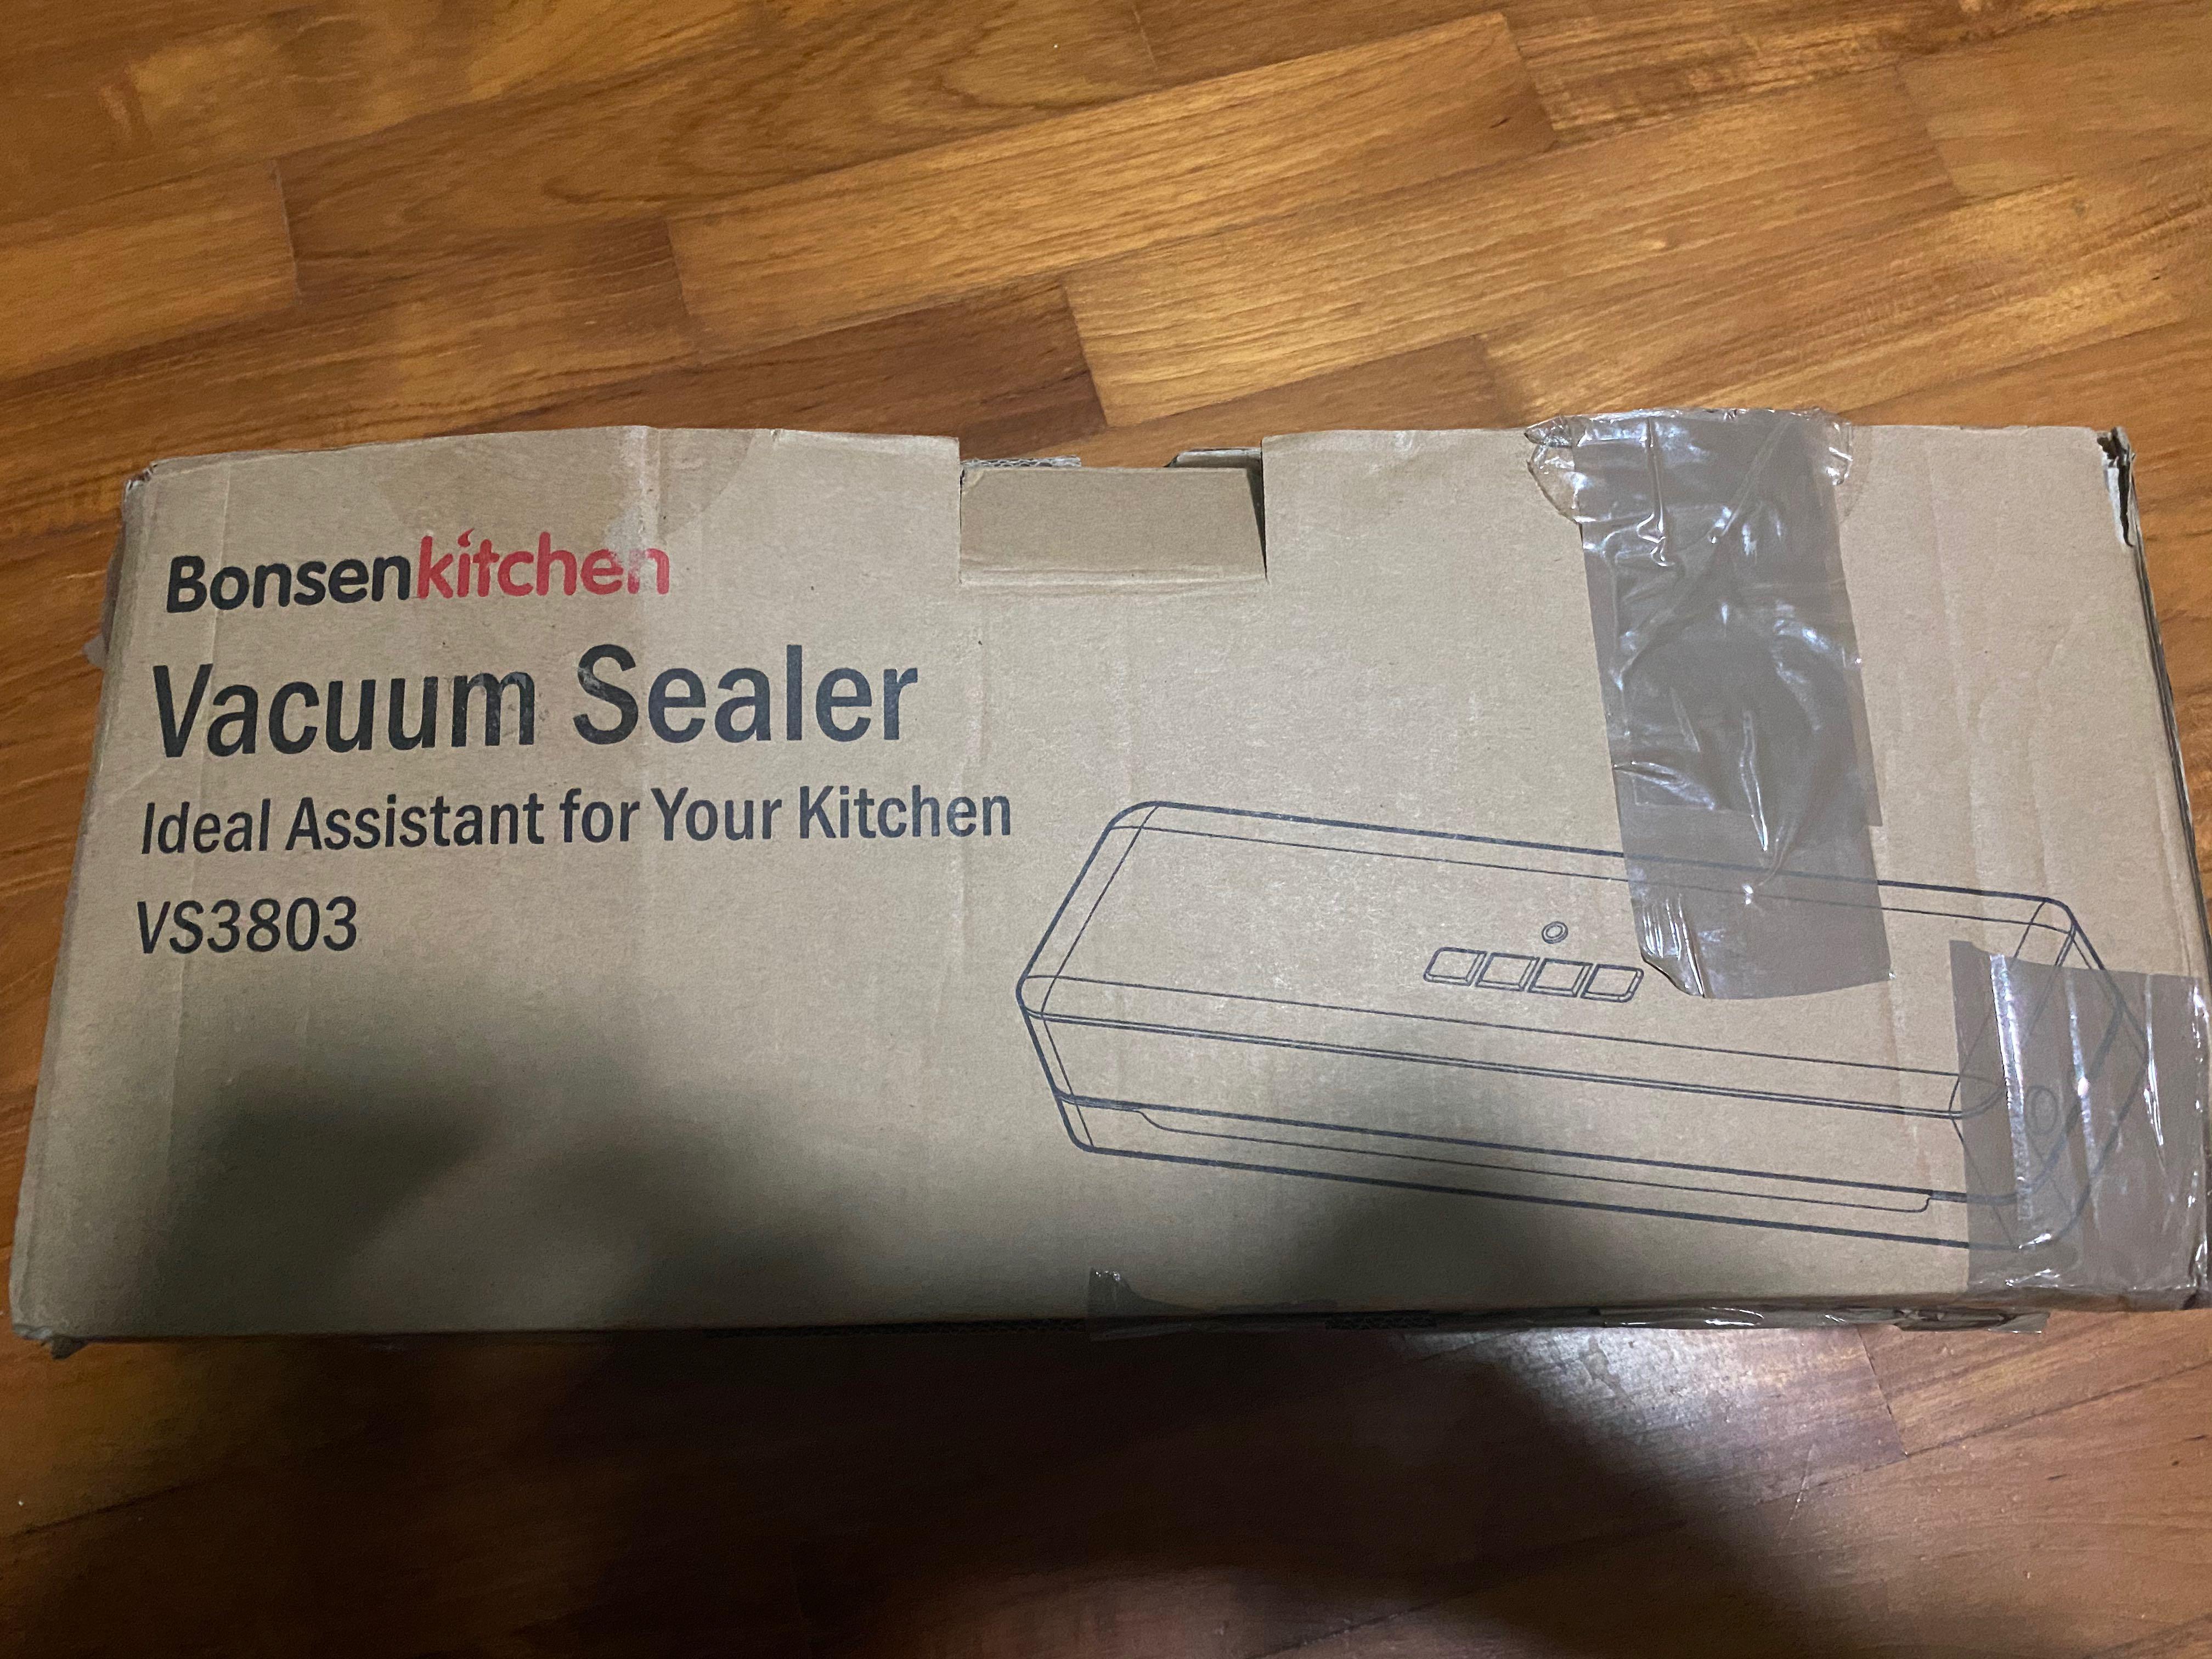 Bonsenkitchen
Vacuum Sealer
Ideal Assistant for Your Kitchen
VS3803